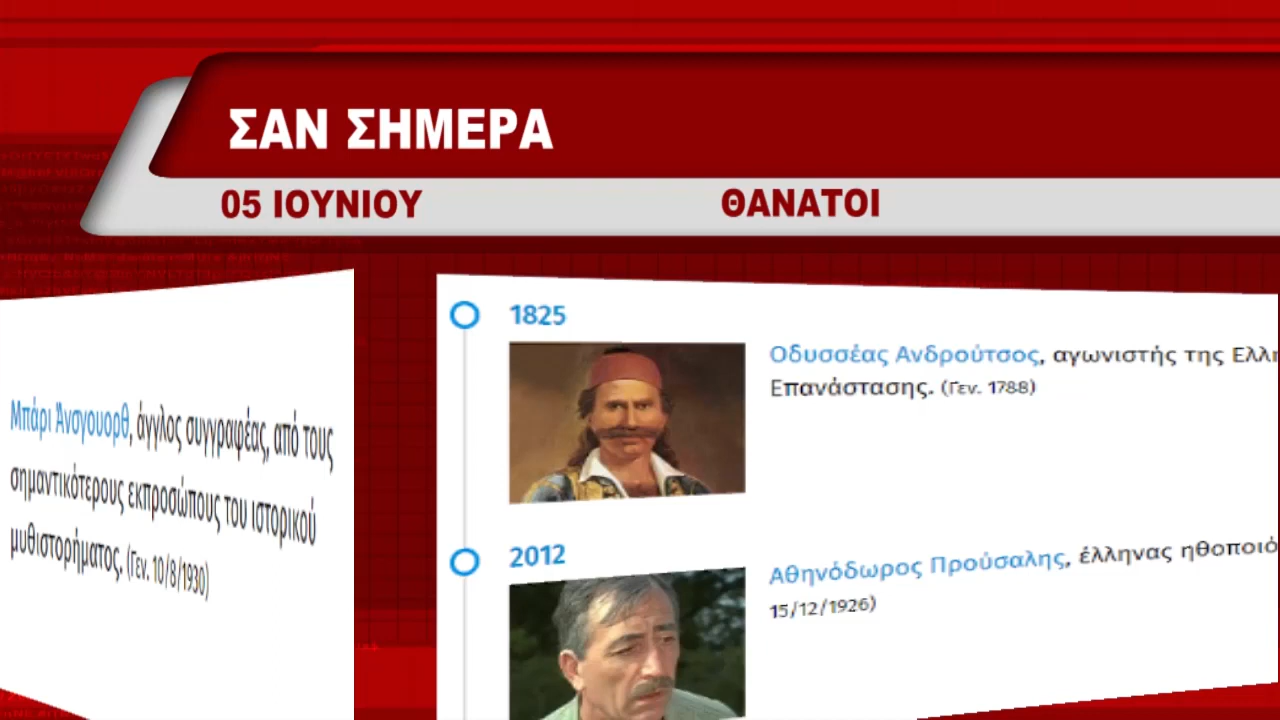 ΣΑΝ ΣΗΜΕΡΑ
05 ΙΟΥΝΙΟΥ ΘΑΝΑΤΟΙ
Μπάρι Άνσγουορθ, άγγλος συγγραφέας, από τους
σημαντικότερους εκπροσώπους του ιστορικού
μυθιστορήματος. (Γεν. 10/8/1930)
1825
Οδυσσέας Ανδρούτσος, αγωνιστής της Ελλη
Επανάστασης. (Γεν. 1788)
2012
Αθηνόδωρος Προύσαλης, έλληνας ηθοποιό
15/12/1926)